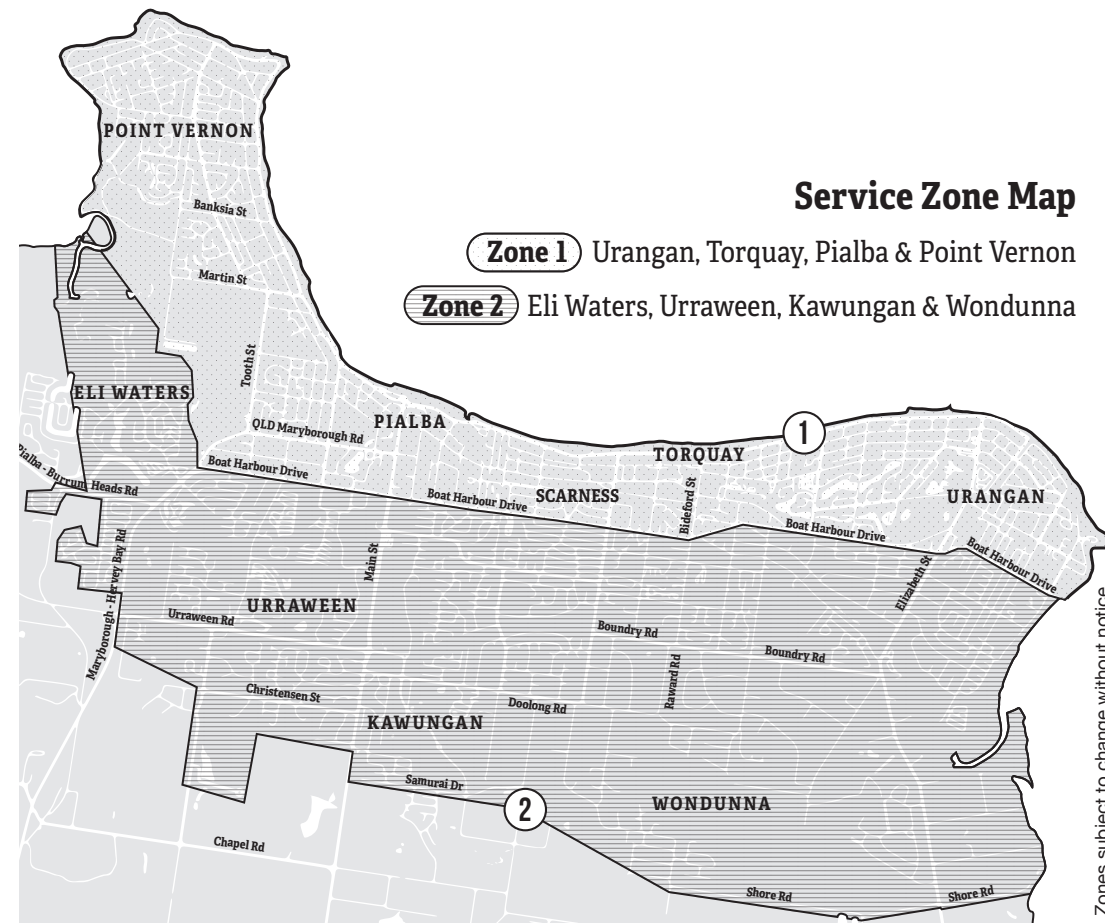 POINT VERNON
Banksia St
Service Zone Map
Zone 1 Urangan, Torquay, Pialba & Point Vernon
Martin St
Zone 2 Eli Waters, Urraween, Kawungan & Wondunna
Tooth St
ELI WATERS
PIALBA
QLD Maryborough Rd
1
TORQUAY
Pialba - Burrum Heads Rd
Boat Harbour Drive
Boat Harbour Drive
SCARNESS
Bideford St
URANGAN
Boat Harbour Drive
Boat Harbour Drive
Maryborough - Hervey Bay Rd
Main St
Elizabeth St
URRAWEEN
Urraween Rd
Boundry Rd
Boundry Rd
Raward Rd
Christensen St
Doolong Rd
KAWUNGAN
Samurai Dr
2
WONDUNNA
Chapel Rd
Shore Rd
Shore Rd
Zones subject to change without notice